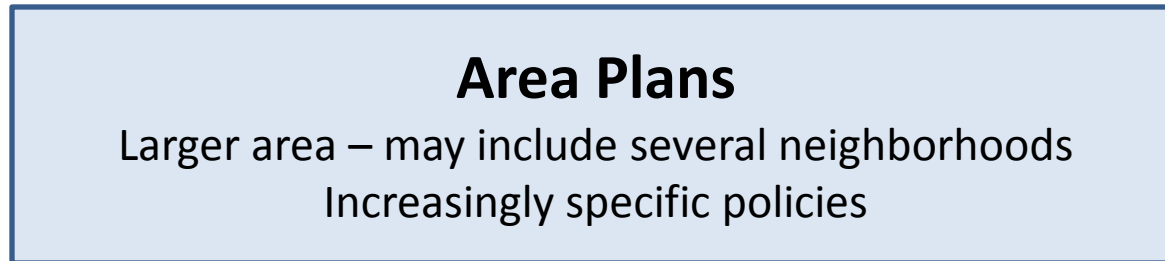 Area Plans
Larger area – may include several neighborhoods
Increasingly specific policies